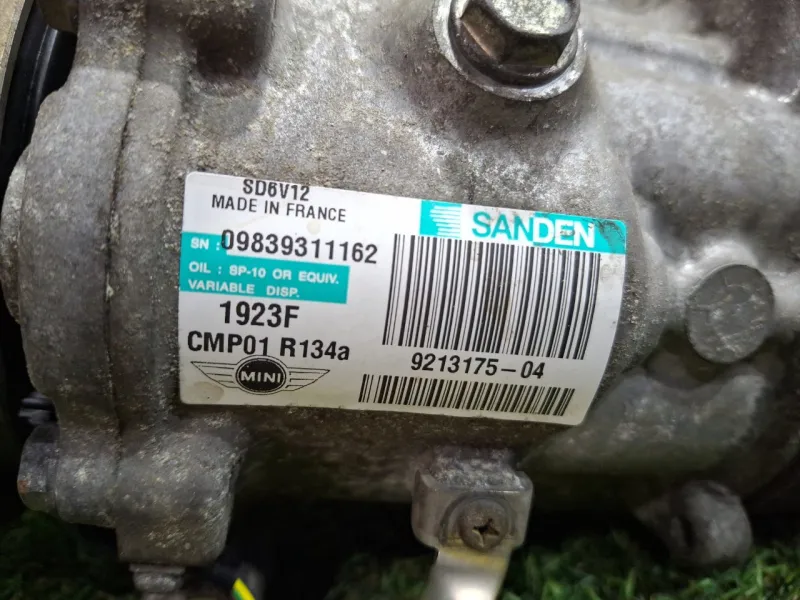 SD6V12
MADE IN FRANCE
SANDEN
SN : 09839311162
OIL : SP-10 OR EQUIV.
VARIABLE DISP.
1923F
CMP01 R134a
9213175-04
MINI